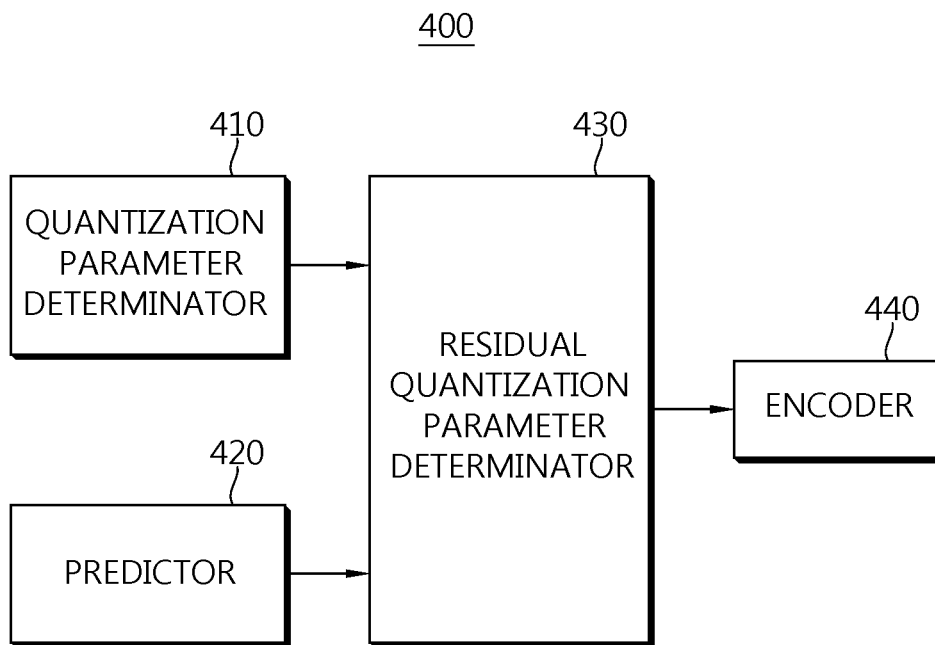 400
410
QUANTIZATION
PARAMETER
DETERMINATOR
420
PREDICTOR
430
RESIDUAL
QUANTIZATION
PARAMETER
DETERMINATOR
440
ENCODER